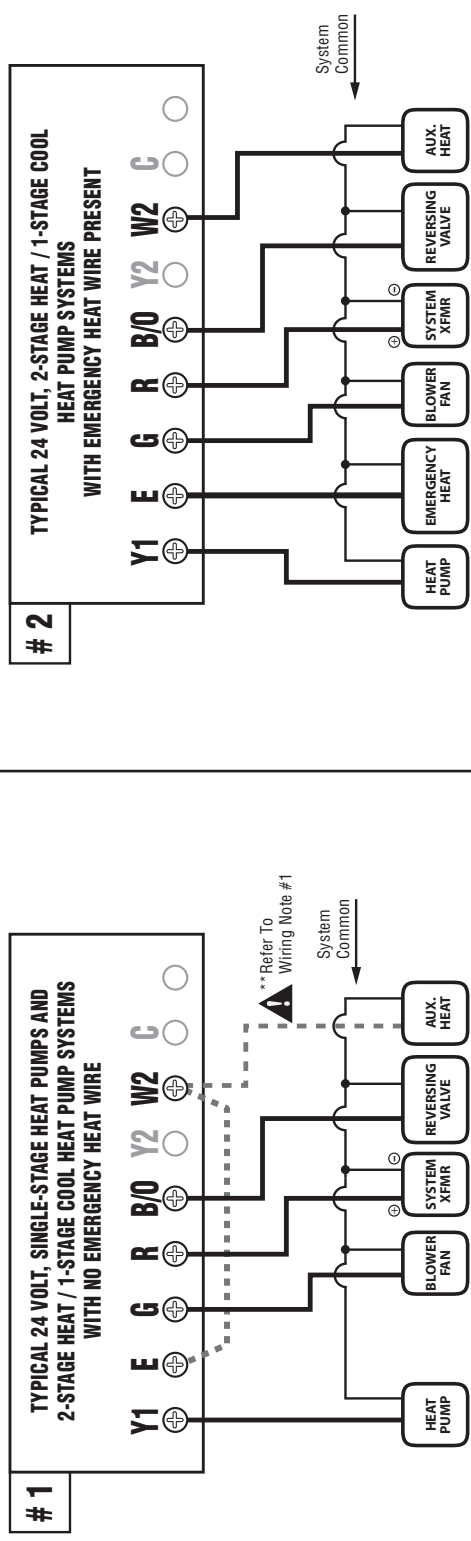 # 1
TYPICAL 24 VOLT, SINGLE-STAGE HEAT PUMPS AND
2-STAGE HEAT / 1-STAGE COOL HEAT PUMP SYSTEMS
WITH NO EMERGENCY HEAT WIRE
Y1 E G R B/O Y2 W2 C
**Refer To
Wiring Note #1
!
System
Common
HEAT
PUMP
BLOWER
FAN
+ −
SYSTEM
XFMR
REVERSING
VALVE
AUX.
HEAT
# 2
TYPICAL 24 VOLT, 2-STAGE HEAT / 1-STAGE COOL
HEAT PUMP SYSTEMS
WITH EMERGENCY HEAT WIRE PRESENT
Y1 E G R B/O Y2 W2 C
System
Common
HEAT
PUMP
EMERGENCY
HEAT
BLOWER
FAN
+ −
SYSTEM
XFMR
REVERSING
VALVE
AUX.
HEAT